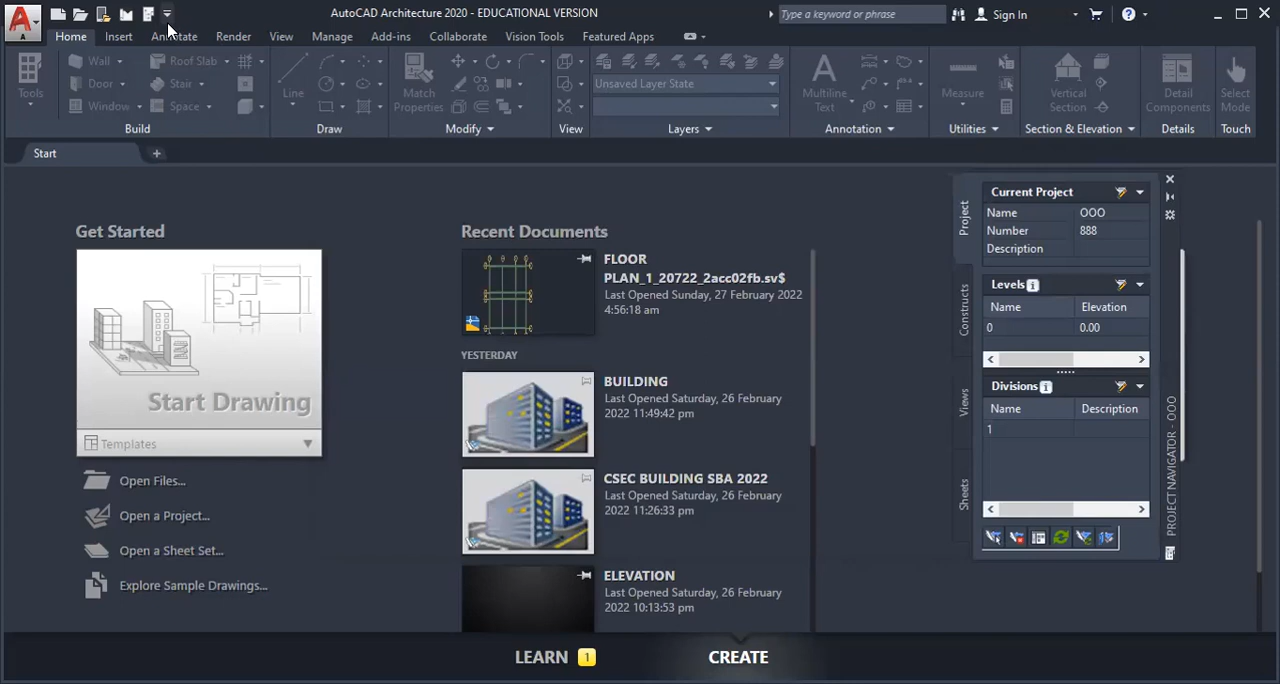 AutoCAD Architecture 2020 - EDUCATIONAL VERSION
Type a keyword or phrase
Sign In
A
Home
Insert
Annotate
Render
View
Manage
Add-ins
Collaborate
Vision Tools
Featured Apps
Tools
Wall
Door
Window
Roof Slab
Stair
Space
Build
Line
Draw
Match
Properties
Modify
View
Unsaved Layer State
Layers
Multiline
Text
Annotation
Measure
Utilities
Vertical
Section
Section & Elevation
Detail
Components
Details
Select
Mode
Touch
Start
Get Started
Start Drawing
Templates
Open Files...
Open a Project...
Open a Sheet Set...
Explore Sample Drawings...
Recent Documents
FLOOR
PLAN_1_20722_2acc02fb.sv$
Last Opened Sunday, 27 February 2022
4:56:18 am
YESTERDAY
BUILDING
Last Opened Saturday, 26 February
2022 11:49:42 pm
CSEC BUILDING SBA 2022
Last Opened Saturday, 26 February
2022 11:26:33 pm
ELEVATION
Last Opened Saturday, 26 February
2022 10:13:53 pm
Project
Constructs
Views
Sheets
Current Project
Name OOO
Number 888
Description
Levels
Name Elevation
0 0.00
Divisions
Name Description
1
PROJECT NAVIGATOR - OOO
LEARN 1
CREATE